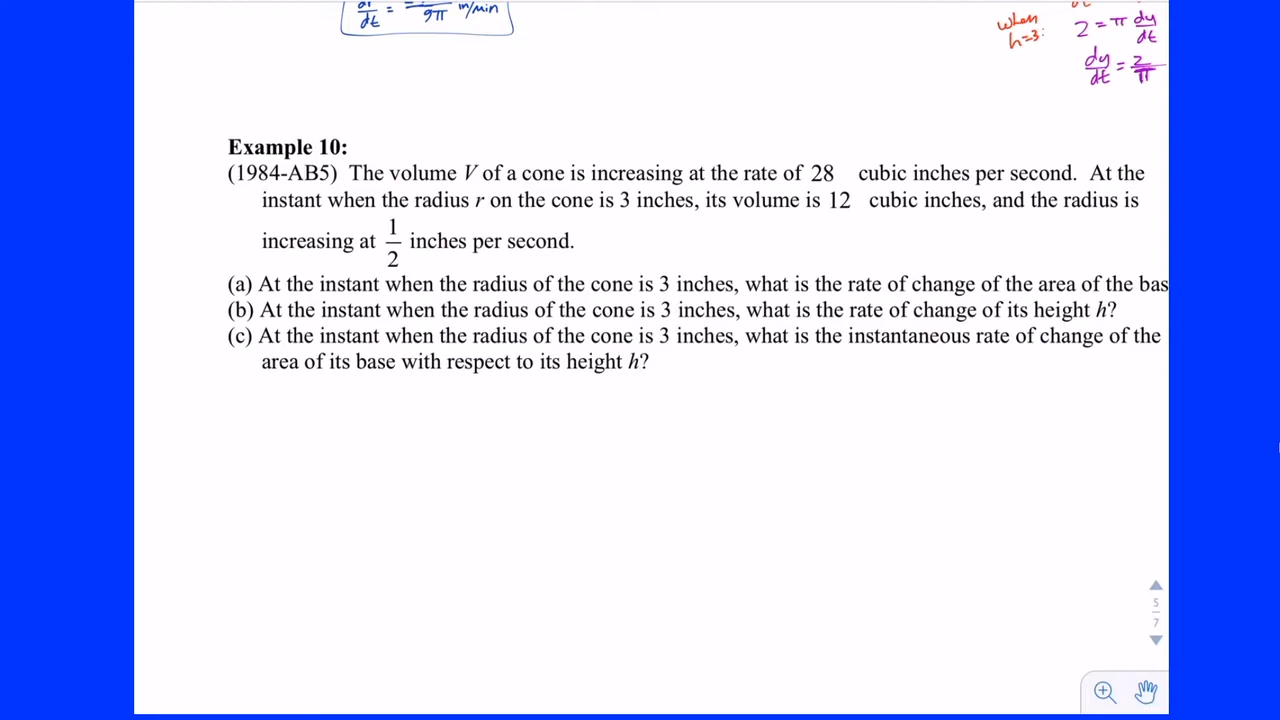 dt = 9π in/min
when h=3: 2 = π dy/dt
dy/dt = 2/π
Example 10:
(1984-AB5) The volume V of a cone is increasing at the rate of 28 cubic inches per second. At the
instant when the radius r on the cone is 3 inches, its volume is 12 cubic inches, and the radius is
increasing at 1/2 inches per second.
(a) At the instant when the radius of the cone is 3 inches, what is the rate of change of the area of the bas
(b) At the instant when the radius of the cone is 3 inches, what is the rate of change of its height h?
(c) At the instant when the radius of the cone is 3 inches, what is the instantaneous rate of change of the
area of its base with respect to its height h?
5
7